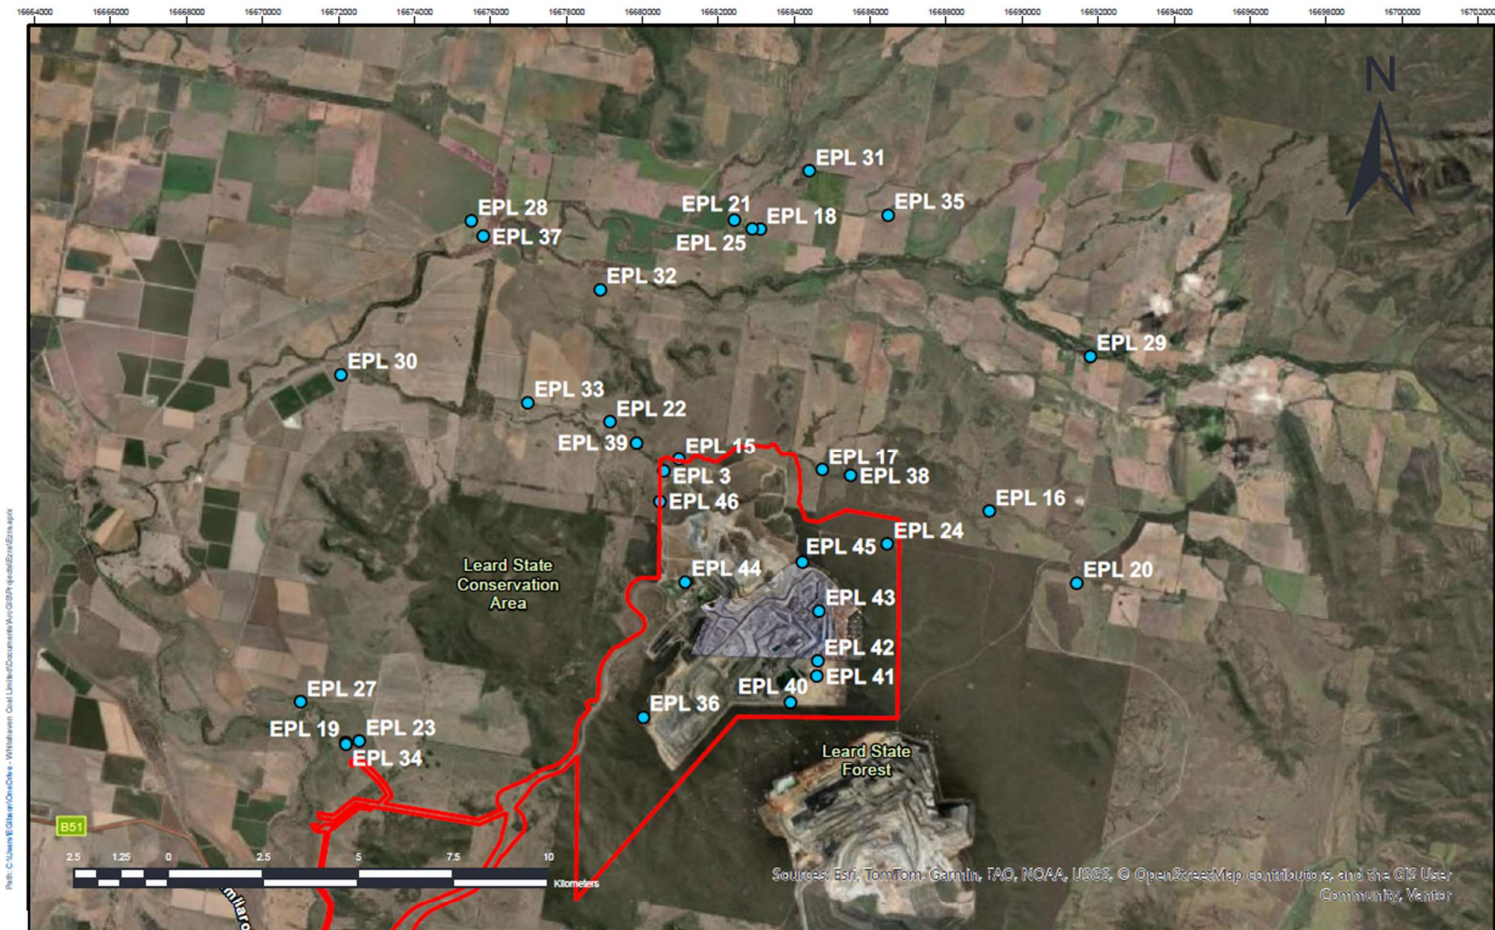 16664000 16666000 16668000 16670000 16672000 16674000 16676000 16678000 16680000 16682000 16684000 16686000 16688000 16690000 16692000 16694000 16696000 16698000 16700000
N
EPL 31
EPL 28
EPL 21
EPL 18
EPL 35
EPL 37
EPL 25
EPL 32
EPL 29
EPL 30
EPL 33
EPL 22
EPL 39
EPL 15
EPL 17
EPL 3
EPL 38
EPL 46
EPL 16
EPL 24
EPL 45
EPL 44
EPL 20
Leard State
Conservation
Area
EPL 43
EPL 42
EPL 41
EPL 40
EPL 27
EPL 36
EPL 19
EPL 23
EPL 34
Leard State
Forest
B51
2.5 1.25 0 2.5 5 7.5 10
Kilometers
Sources: Esri, TomTom, Garmin, FAO, NOAA, USGS, © OpenStreetMap contributors, and the GIS User
Community, Vantor